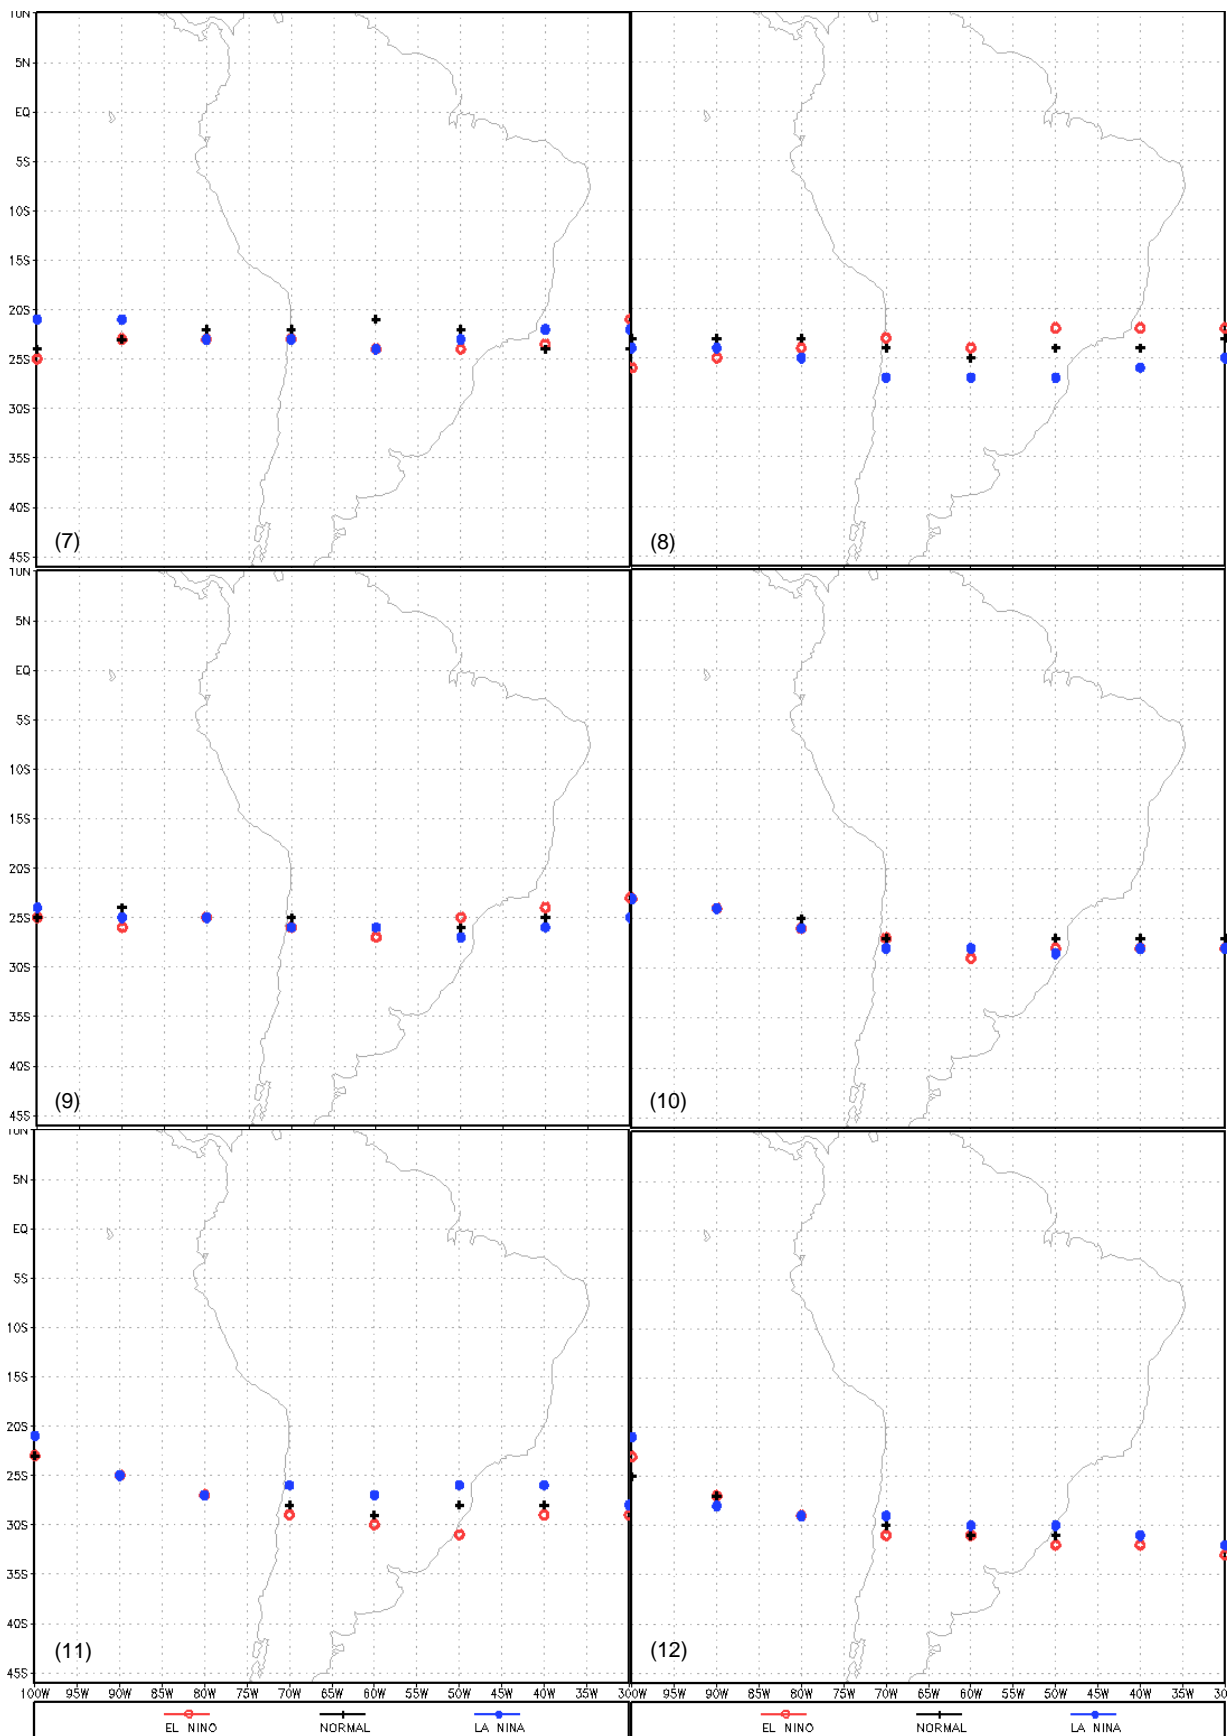 10N
5N
EQ
5S
10S
15S
20S
25S
30S
35S
40S
45S
(7)
(8)
10N
5N
EQ
5S
10S
15S
20S
25S
30S
35S
40S
45S
(9)
(10)
10N
5N
EQ
5S
10S
15S
20S
25S
30S
35S
40S
45S
(11)
(12)
100W 95W 90W 85W 80W 75W 70W 65W 60W 55W 50W 45W 40W 35W 300W 95W 90W 85W 80W 75W 70W 65W 60W 55W 50W 45W 40W 35W 30
EL NINO NORMAL LA NINA EL NINO NORMAL LA NINA